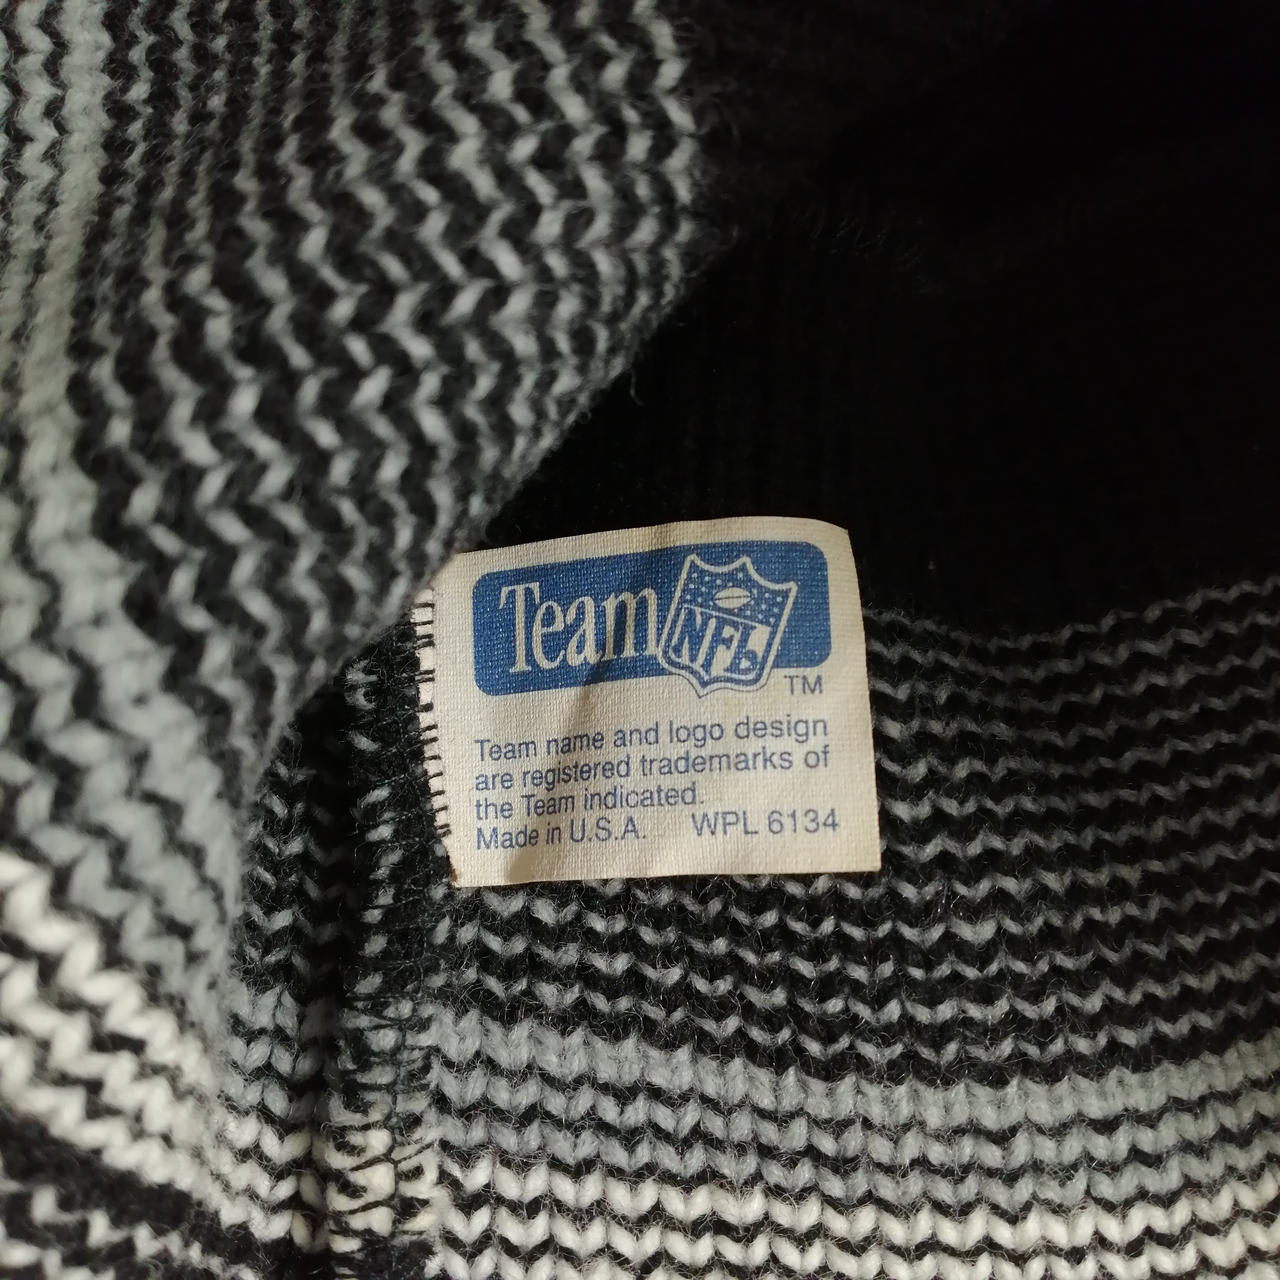 Team NFL
TM
Team name and logo design
are registered trademarks of
the Team indicated.
Made in U.S.A. WPL 6134